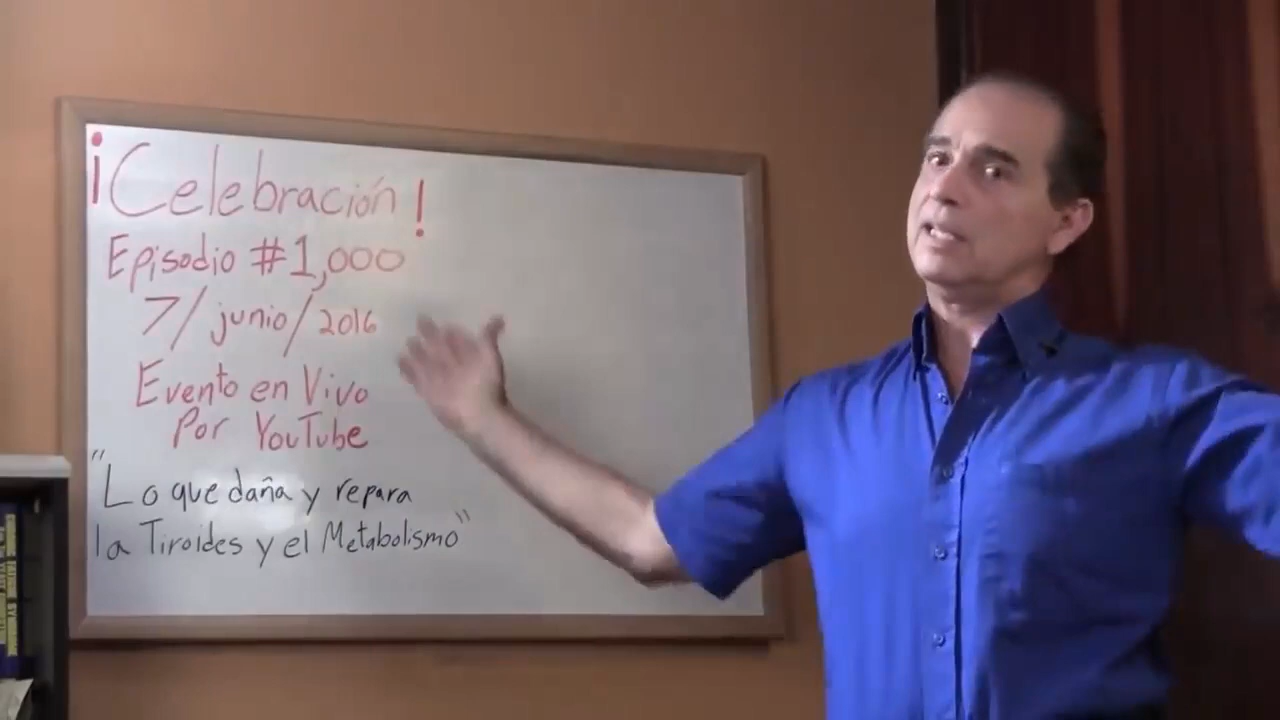 ¡Celebración!
Episodio #1,000
7/junio/2016
Evento en Vivo
Por YouTube
"Lo que daña y repara
la Tiroides y el Metabolismo"